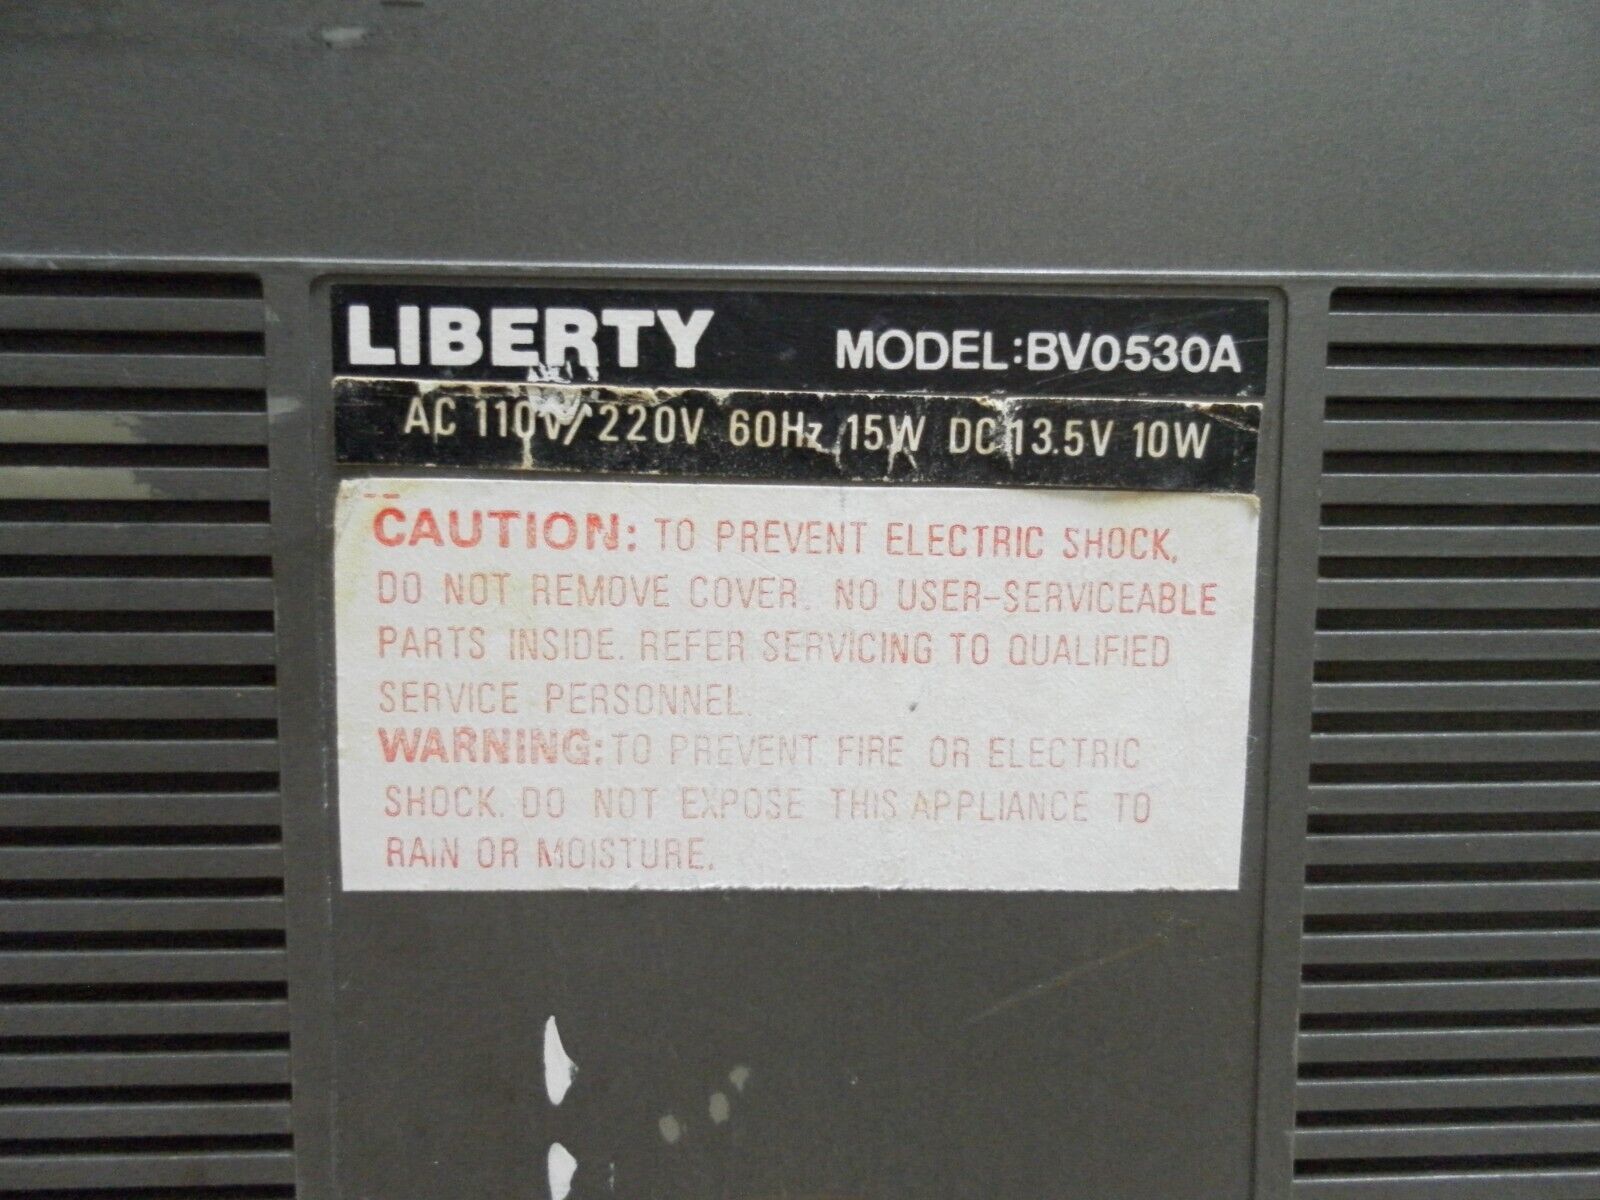 LIBERTY MODEL:BV0530A
AC 110V/220V 60Hz 15W DC 13.5V 10W
CAUTION: TO PREVENT ELECTRIC SHOCK,
DO NOT REMOVE COVER. NO USER-SERVICEABLE
PARTS INSIDE. REFER SERVICING TO QUALIFIED
SERVICE PERSONNEL.
WARNING: TO PREVENT FIRE OR ELECTRIC
SHOCK. DO NOT EXPOSE THIS APPLIANCE TO
RAIN OR MOISTURE.